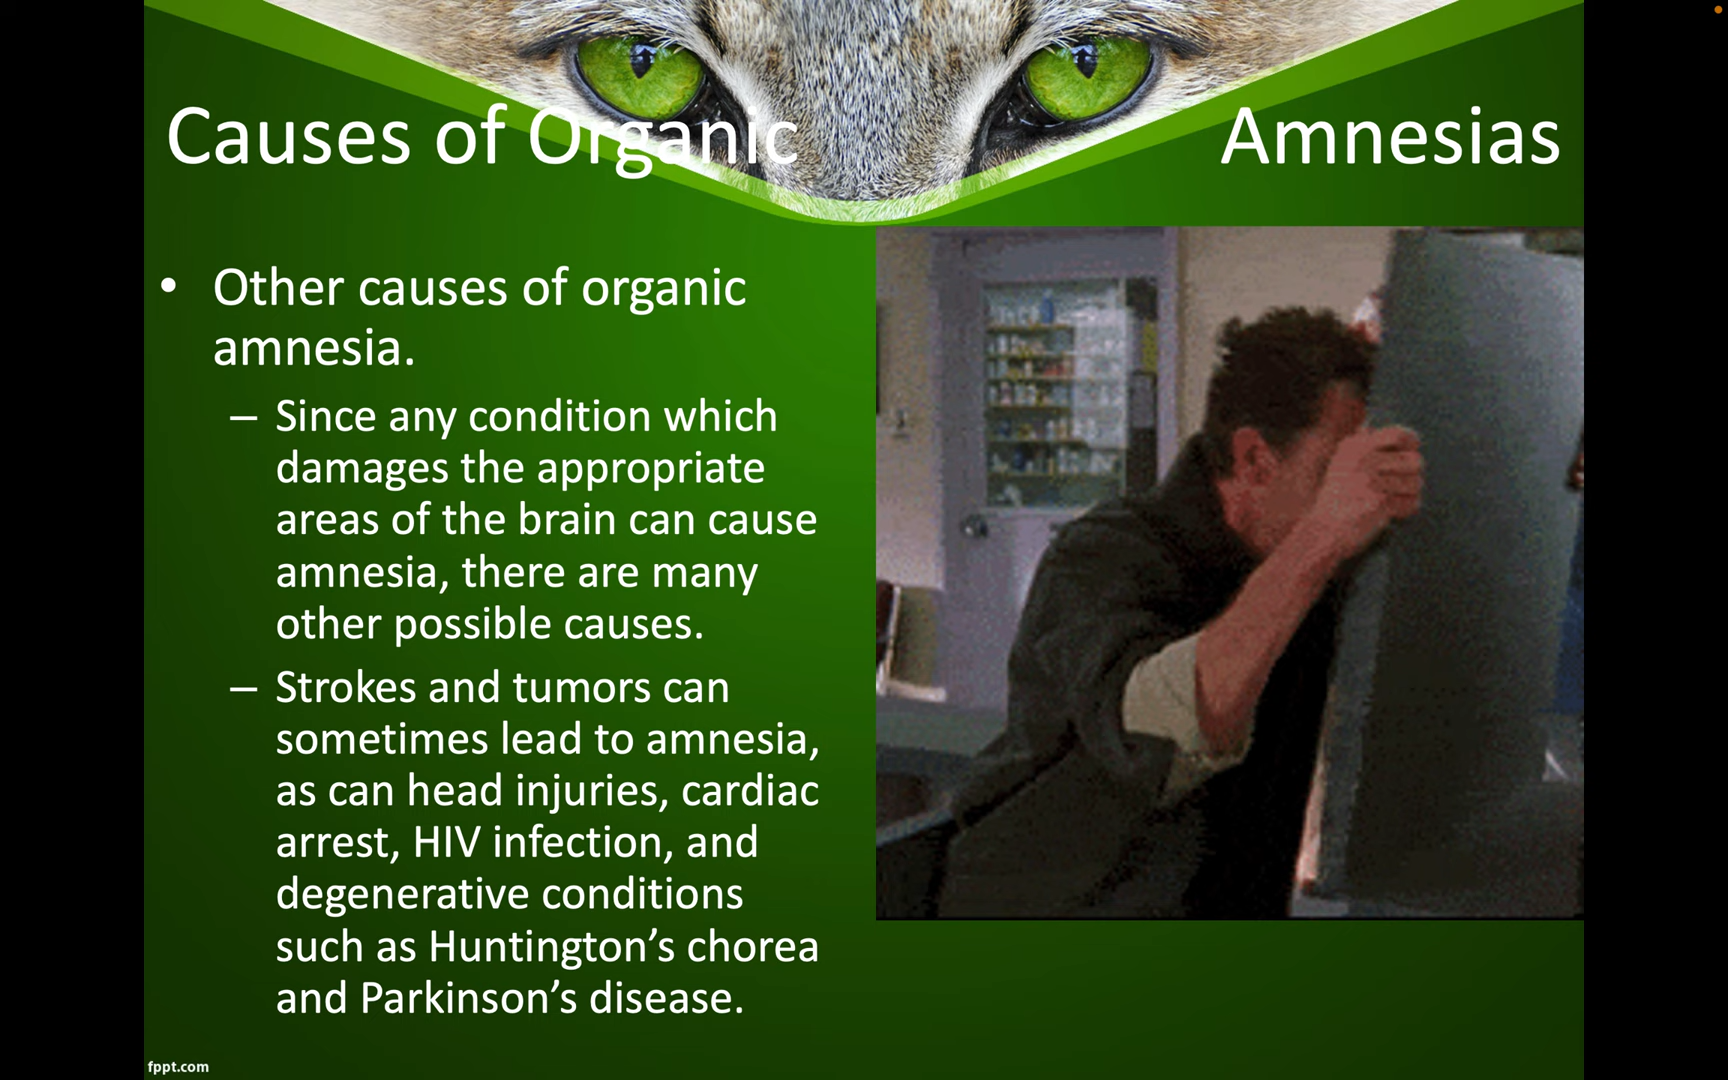 Causes of Organic Amnesias
• Other causes of organic
amnesia.
– Since any condition which
damages the appropriate
areas of the brain can cause
amnesia, there are many
other possible causes.
– Strokes and tumors can
sometimes lead to amnesia,
as can head injuries, cardiac
arrest, HIV infection, and
degenerative conditions
such as Huntington’s chorea
and Parkinson’s disease.
fppt.com